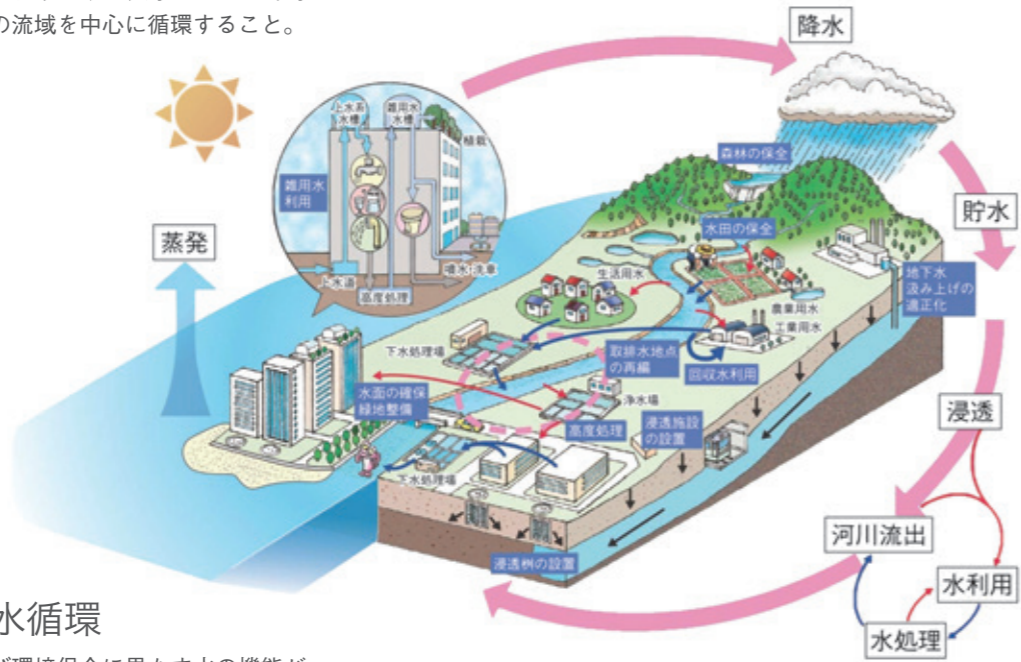 の流域を中心に循環すること。
降水
上水系
水槽
雑用水
水槽
植栽
雑用水
利用
森林の保全
貯水
蒸発
水田の保全
生活用水
地下水
汲み上げの
適正化
噴水・洗車
上水道
高度処理
農業用水
工業用水
下水処理場
取排水地点
の再編
回収水利用
水面の確保
緑地整備
浄水場
浸透
高度処理
浸透施設
の設置
下水処理場
河川流出
浸透桝の設置
水利用
水処理
水循環